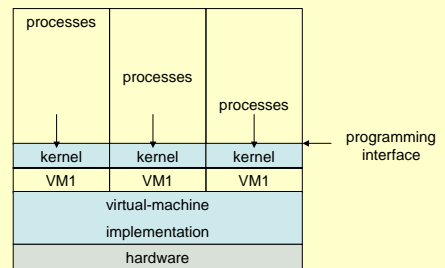 processes
processes
processes
programming
interface
kernel kernel kernel
VM1 VM1 VM1
virtual-machine
implementation
hardware